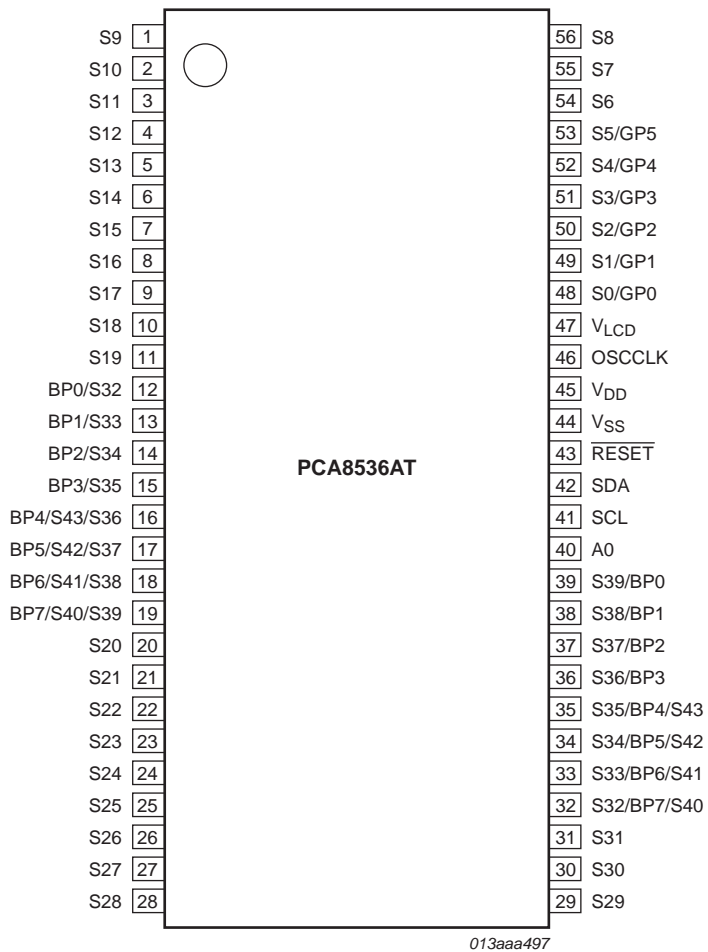 S9 1 56 S8
S10 2 55 S7
S11 3 54 S6
S12 4 53 S5/GP5
S13 5 52 S4/GP4
S14 6 51 S3/GP3
S15 7 50 S2/GP2
S16 8 49 S1/GP1
S17 9 48 S0/GP0
S18 10 47 VLCD
S19 11 46 OSCCLK
BP0/S32 12 45 VDD
BP1/S33 13 44 VSS
BP2/S34 14 43 RESET
PCA8536AT
BP3/S35 15 42 SDA
BP4/S43/S36 16 41 SCL
BP5/S42/S37 17 40 A0
BP6/S41/S38 18 39 S39/BP0
BP7/S40/S39 19 38 S38/BP1
S20 20 37 S37/BP2
S21 21 36 S36/BP3
S22 22 35 S35/BP4/S43
S23 23 34 S34/BP5/S42
S24 24 33 S33/BP6/S41
S25 25 32 S32/BP7/S40
S26 26 31 S31
S27 27 30 S30
S28 28 29 S29
013aaa497